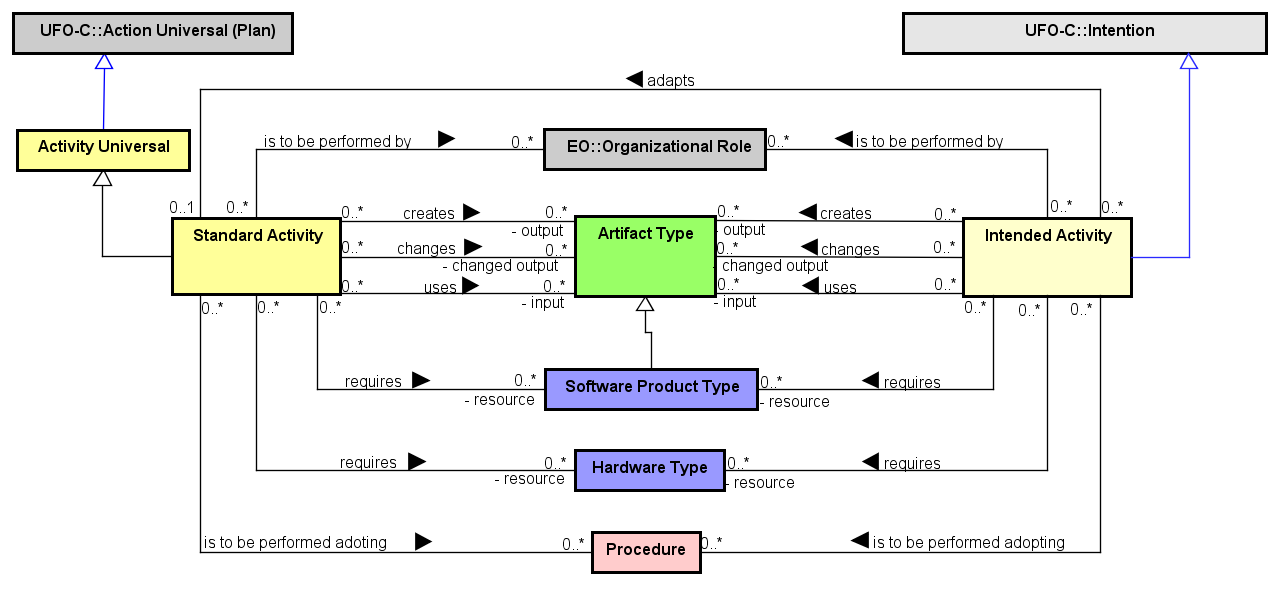 UFO-C::Action Universal (Plan)
UFO-C::Intention
adapts
Activity Universal
is to be performed by
0..*
EO::Organizational Role
0..*
is to be performed by
0..1
0..*
0..*
0..*
Standard Activity
0..*
creates
0..*
- output
Artifact Type
0..*
- output
creates
0..*
Intended Activity
0..*
changes
0..*
- changed output
0..*
- changed output
changes
0..*
0..*
uses
0..*
- input
0..*
- input
uses
0..*
0..*
0..*
0..*
0..*
0..*
0..*
requires
0..*
- resource
Software Product Type
0..*
- resource
requires
requires
0..*
- resource
Hardware Type
0..*
- resource
requires
is to be performed adoting
0..*
Procedure
0..*
is to be performed adopting